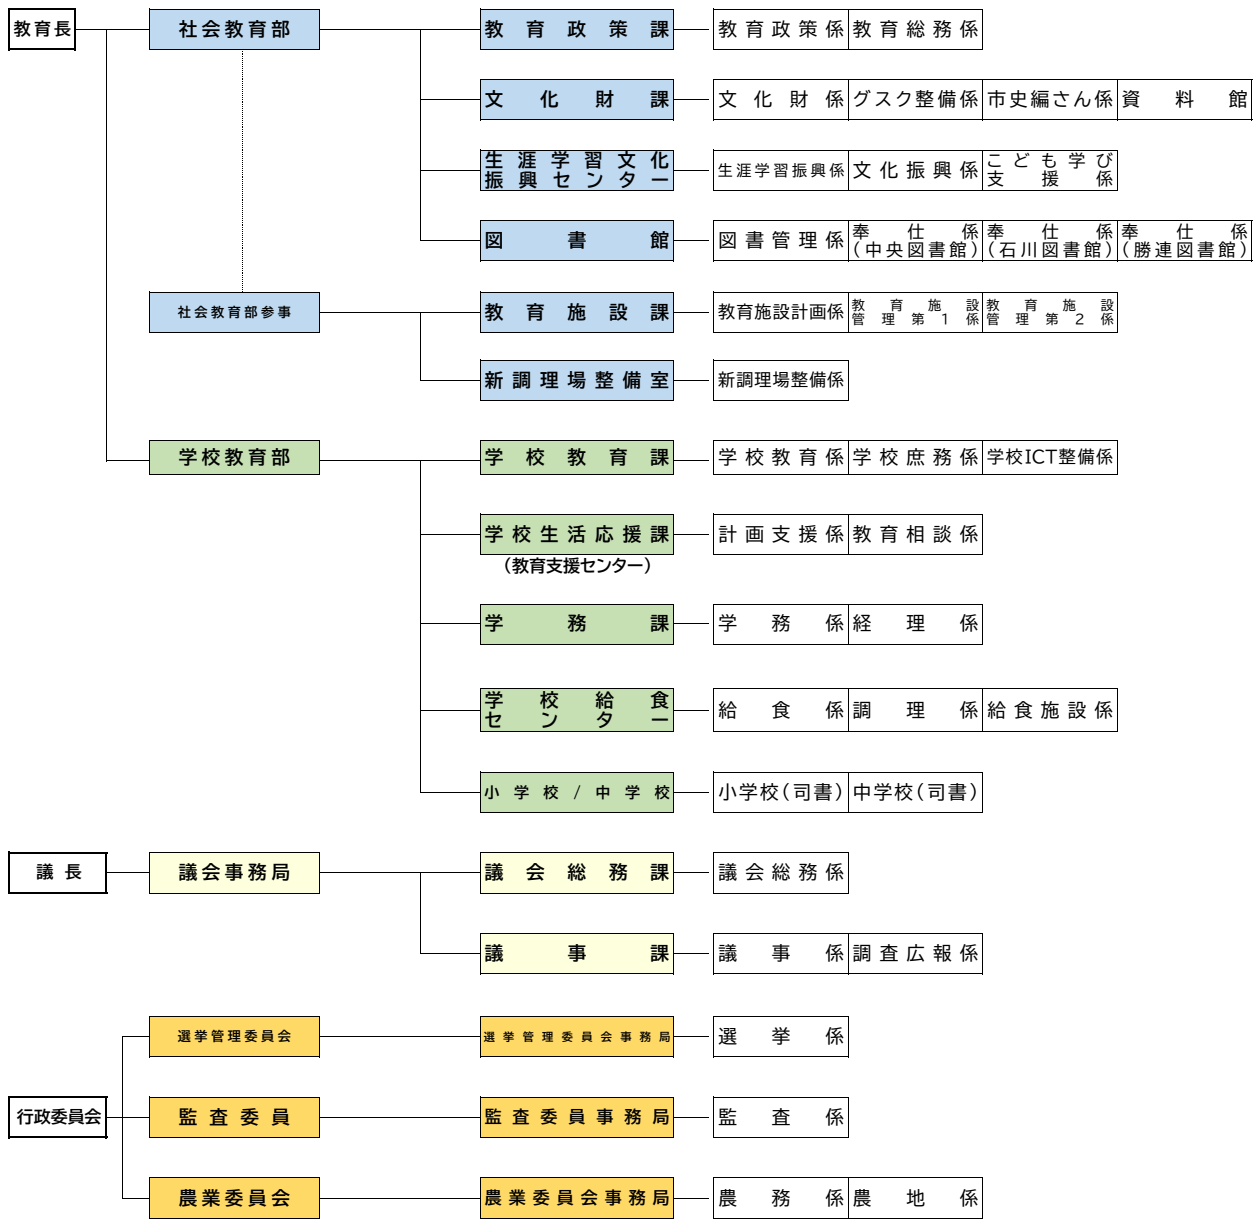 教育長
社会教育部
教育政策課
教育政策係
教育総務係
文化財課
文化財係
グスク整備係
市史編さん係
資料館
生涯学習文化
振興センター
生涯学習振興係
文化振興係
こども学び
支援係
図書館
図書管理係
奉仕係
(中央図書館)
奉仕係
(石川図書館)
奉仕係
(勝連図書館)
社会教育部参事
教育施設課
教育施設計画係
教育施設
管理第1係
教育施設
管理第2係
新調理場整備室
新調理場整備係
学校教育部
学校教育課
学校教育係
学校庶務係
学校ICT整備係
学校生活応援課
(教育支援センター)
計画支援係
教育相談係
学務課
学務係
経理係
学校給食
センター
給食係
調理係
給食施設係
小学校/中学校
小学校(司書)
中学校(司書)
議長
議会事務局
議会総務課
議会総務係
議事課
議事係
調査広報係
行政委員会
選挙管理委員会
選挙管理委員会事務局
選挙係
監査委員
監査委員事務局
監査係
農業委員会
農業委員会事務局
農務係
農地係